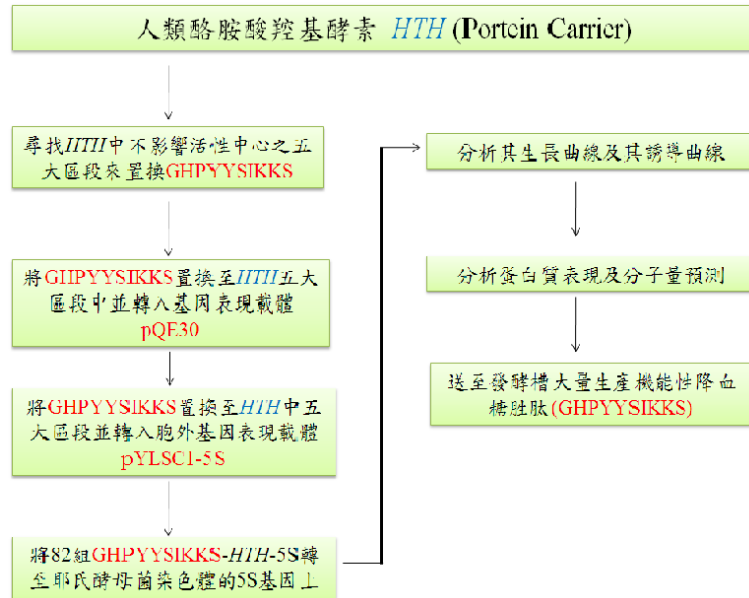 人類酪胺酸羥基酵素 HTH (Portein Carrier)
尋找HTH中不影響活性中心之五
大區段來置換GHPYYSIKKS
將GHPYYSIKKS置換至HTH五大
區段中並轉入基因表現載體
pQE30
將GHPYYSIKKS置換至HTH中五
大區段並轉入胞外基因表現載體
pYLSC1-5S
將82組GHPYYSIKKS-HTH-5S轉
至耶氏酵母菌染色體的5S基因上
分析其生長曲線及其誘導曲線
分析蛋白質表現及分子量預測
送至發酵槽大量生產機能性降血
糖胜肽(GHPYYSIKKS)